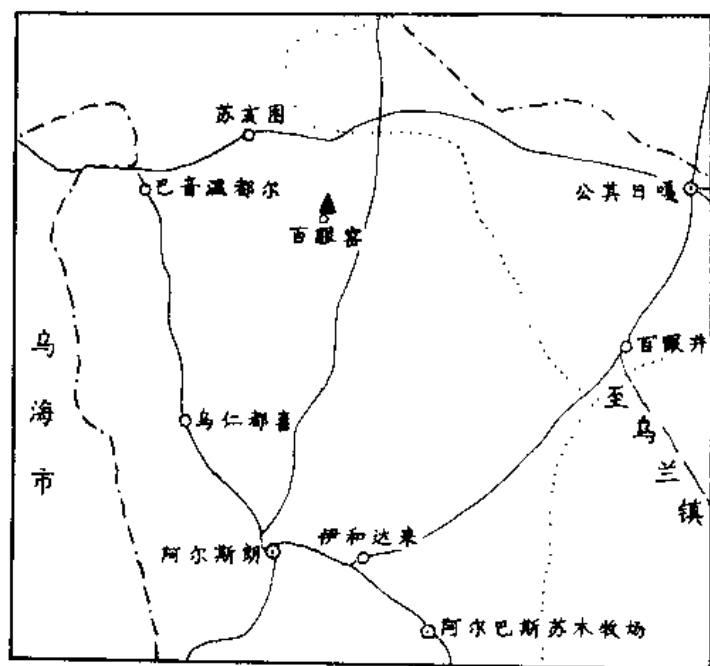 苏亥图
巴音温都尔
公其日嘎
百眼窑
百眼井
乌海市
至乌兰镇
乌仁都喜
伊和达来
阿尔斯朗
阿尔巴斯苏木牧场